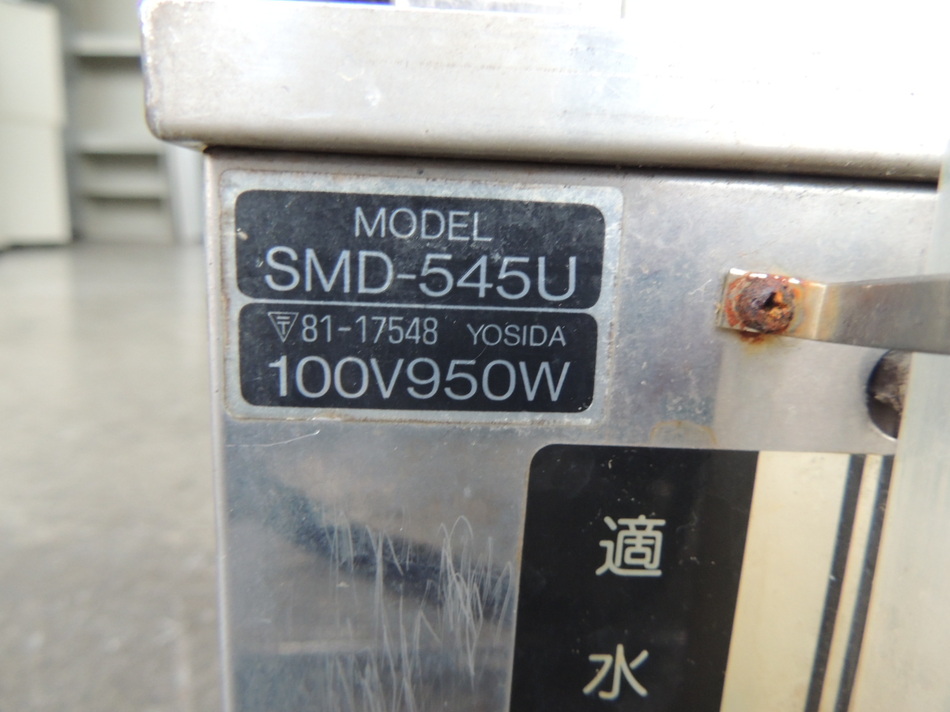 MODEL
SMD-545U
〒81-17548 YOSIDA
100V950W
適
水